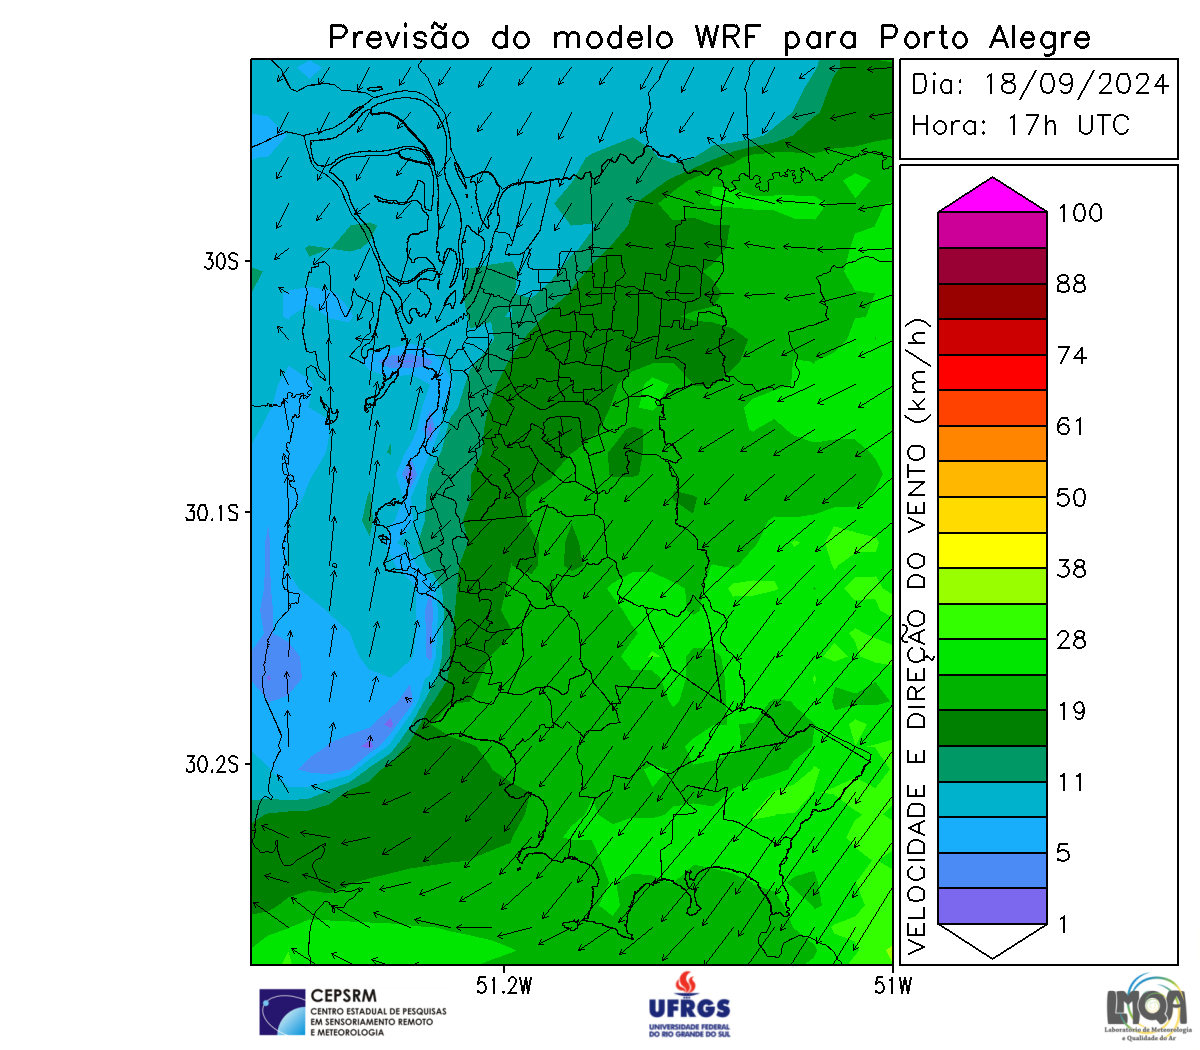 Previsão do modelo WRF para Porto Alegre
Dia: 18/09/2024
Hora: 17h UTC
30S
30.1S
30.2S
51.2W
51W
VELOCIDADE E DIREÇÃO DO VENTO (km/h)
100
88
74
61
50
38
28
19
11
5
1
CEPSRM
CENTRO ESTADUAL DE PESQUISAS
EM SENSORIAMENTO REMOTO
E METEOROLOGIA
UFRGS
UNIVERSIDADE FEDERAL
DO RIO GRANDE DO SUL
LMQA
Laboratório de Meteorologia
e Qualidade do Ar